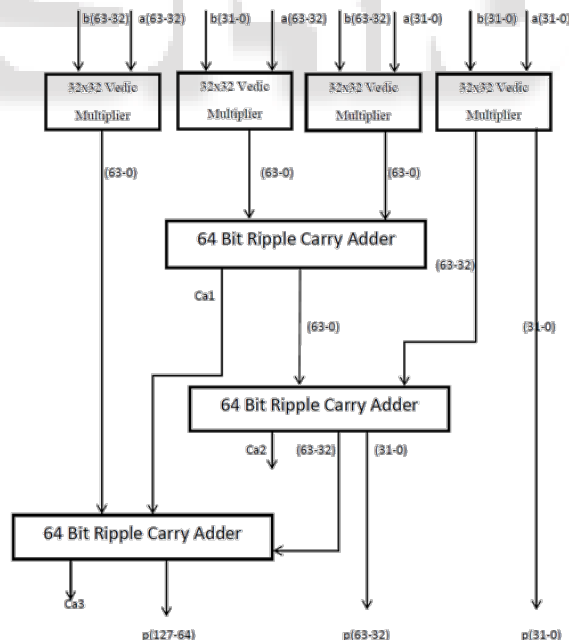 b(63-32) a(63-32) b(31-0) a(63-32) b(63-32) a(31-0) b(31-0) a(31-0)
32x32 Vedic Multiplier
32x32 Vedic Multiplier
32x32 Vedic Multiplier
32x32 Vedic Multiplier
(63-0)
(63-0)
(63-0)
64 Bit Ripple Carry Adder
(63-32)
Ca1
(63-0)
(31-0)
64 Bit Ripple Carry Adder
Ca2
(63-32)
(31-0)
64 Bit Ripple Carry Adder
Ca3
p(127-64)
p(63-32)
p(31-0)